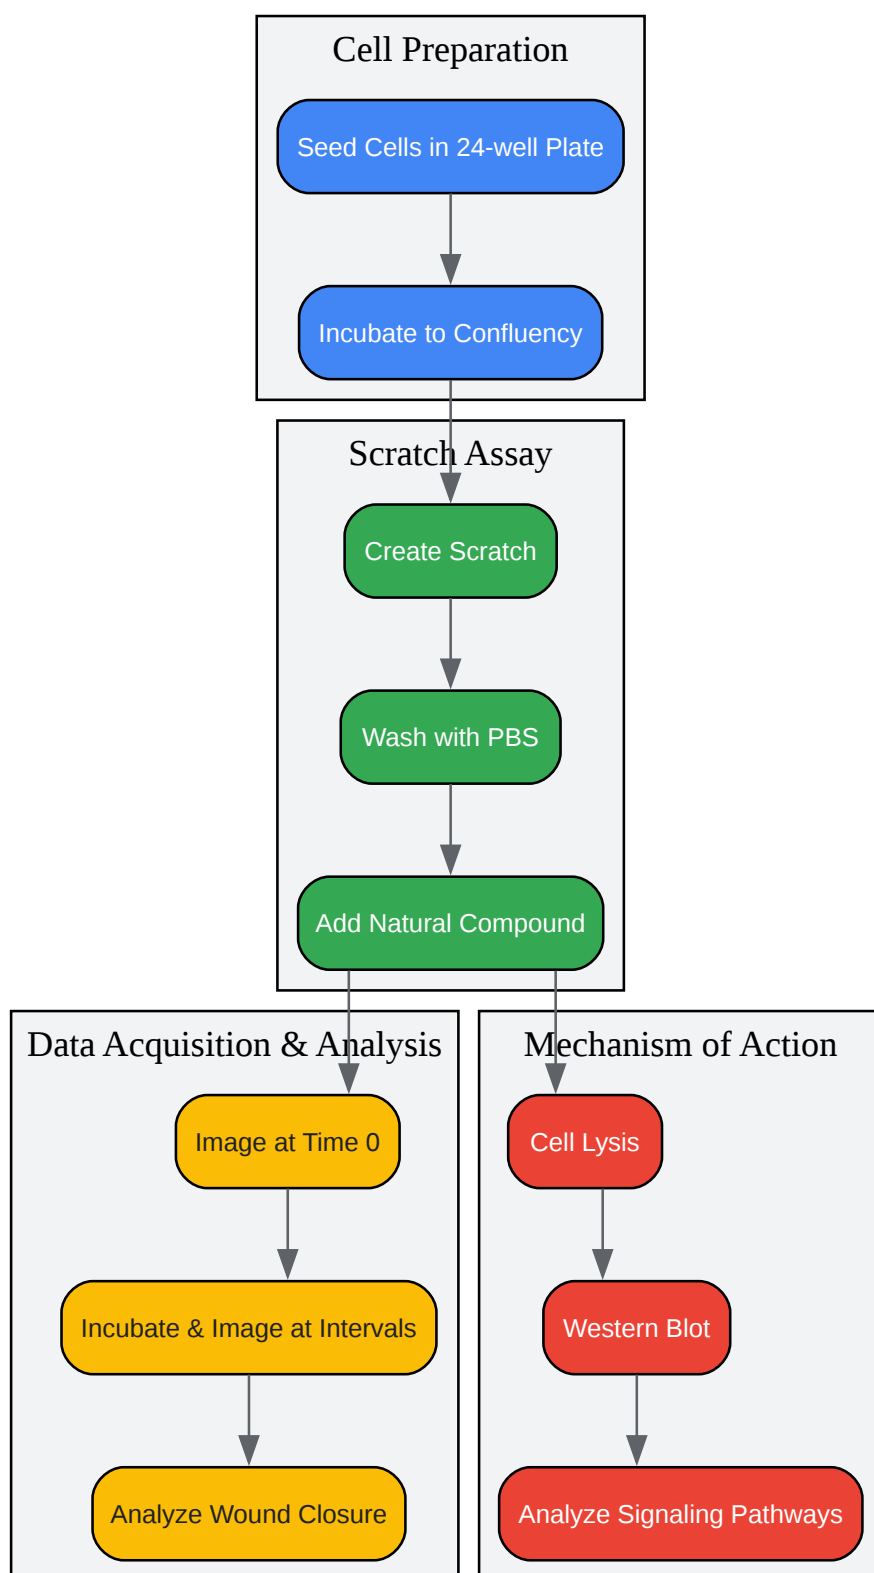 Cell Preparation
Seed Cells in 24-well Plate
Incubate to Confluency
Scratch Assay
Create Scratch
Wash with PBS
Add Natural Compound
Data Acquisition & Analysis
Image at Time 0
Incubate & Image at Intervals
Analyze Wound Closure
Mechanism of Action
Cell Lysis
Western Blot
Analyze Signaling Pathways